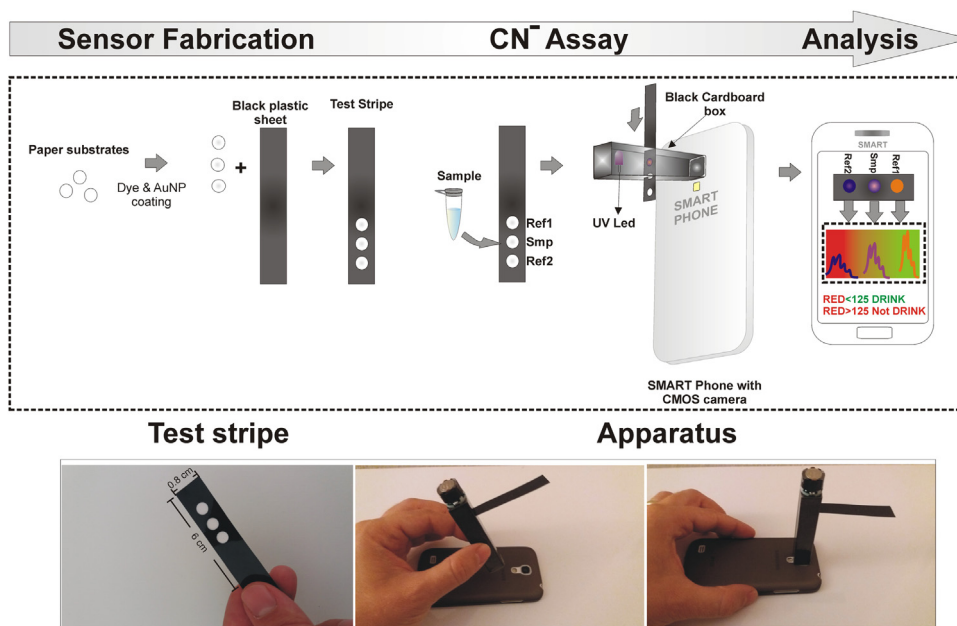 Sensor Fabrication
CN⁻ Assay
Analysis
Paper substrates
Dye & AuNP
coating
+
Black plastic
sheet
Test Stripe
Sample
Ref1
Smp
Ref2
Black Cardboard
box
UV Led
SMART
PHONE
SMART Phone with
CMOS camera
SMART
Ref2
Smp
Ref1
RED<125 DRINK
RED>125 Not DRINK
Test stripe
Apparatus
0.8 cm
6 cm